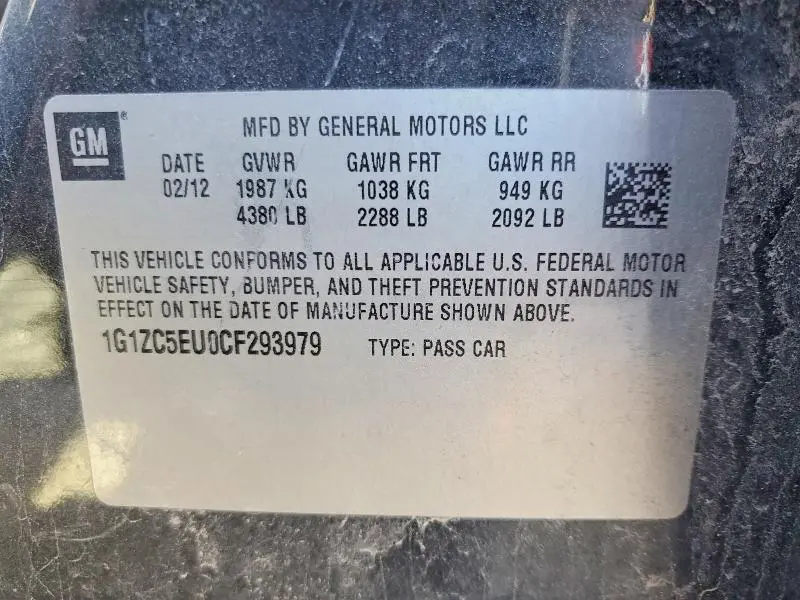 GM®
MFD BY GENERAL MOTORS LLC
DATE GVWR GAWR FRT GAWR RR
02/12 1987 KG 1038 KG 949 KG
4380 LB 2288 LB 2092 LB
THIS VEHICLE CONFORMS TO ALL APPLICABLE U.S. FEDERAL MOTOR
VEHICLE SAFETY, BUMPER, AND THEFT PREVENTION STANDARDS IN
EFFECT ON THE DATE OF MANUFACTURE SHOWN ABOVE.
1G1ZC5EU0CF293979 TYPE: PASS CAR